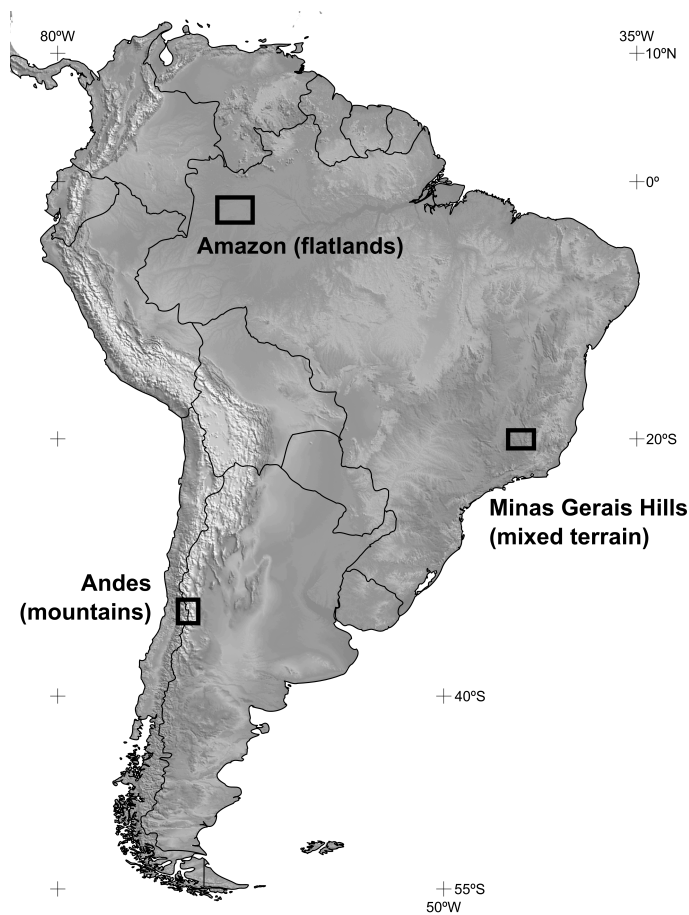 80ºW
35ºW
10ºN
0º
Amazon (flatlands)
20ºS
Minas Gerais Hills
(mixed terrain)
Andes
(mountains)
40ºS
55ºS
50ºW